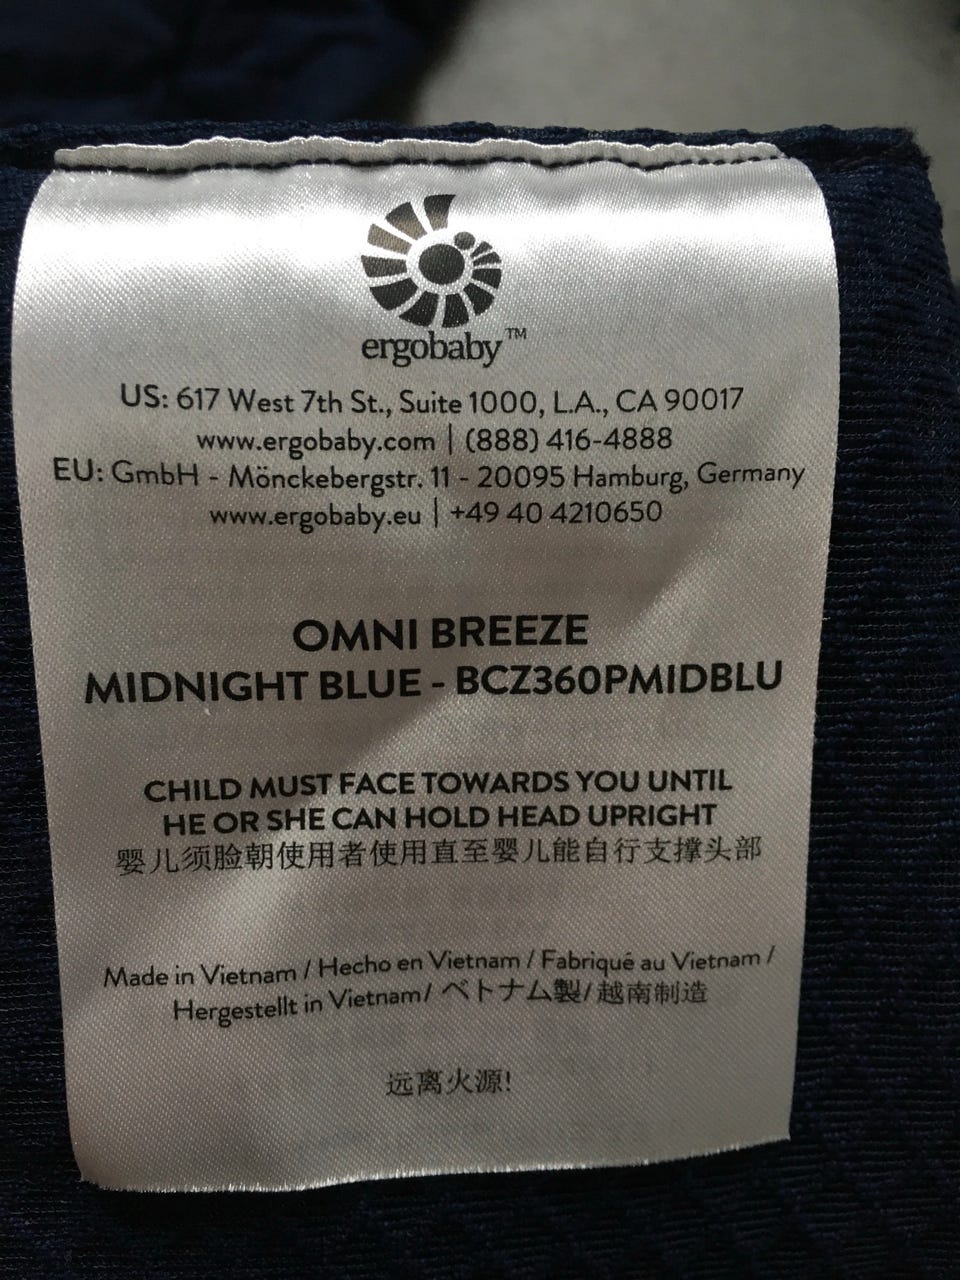 ergobaby™
US: 617 West 7th St., Suite 1000, L.A., CA 90017
www.ergobaby.com | (888) 416-4888
EU: GmbH - Mönckebergstr. 11 - 20095 Hamburg, Germany
www.ergobaby.eu | +49 40 4210650
OMNI BREEZE
MIDNIGHT BLUE - BCZ360PMIDBLU
CHILD MUST FACE TOWARDS YOU UNTIL
HE OR SHE CAN HOLD HEAD UPRIGHT
婴儿须脸朝使用者使用直至婴儿能自行支撑头部
Made in Vietnam / Hecho en Vietnam / Fabriqué au Vietnam /
Hergestellt in Vietnam/ ベトナム製/ 越南制造
远离火源!